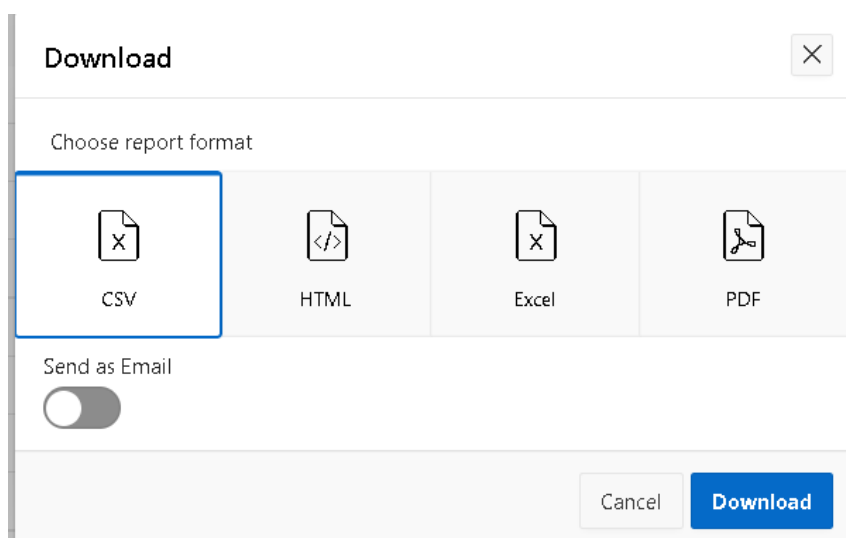 Download
Choose report format
X
CSV
</>
HTML
X
Excel
PDF
Send as Email
Cancel
Download